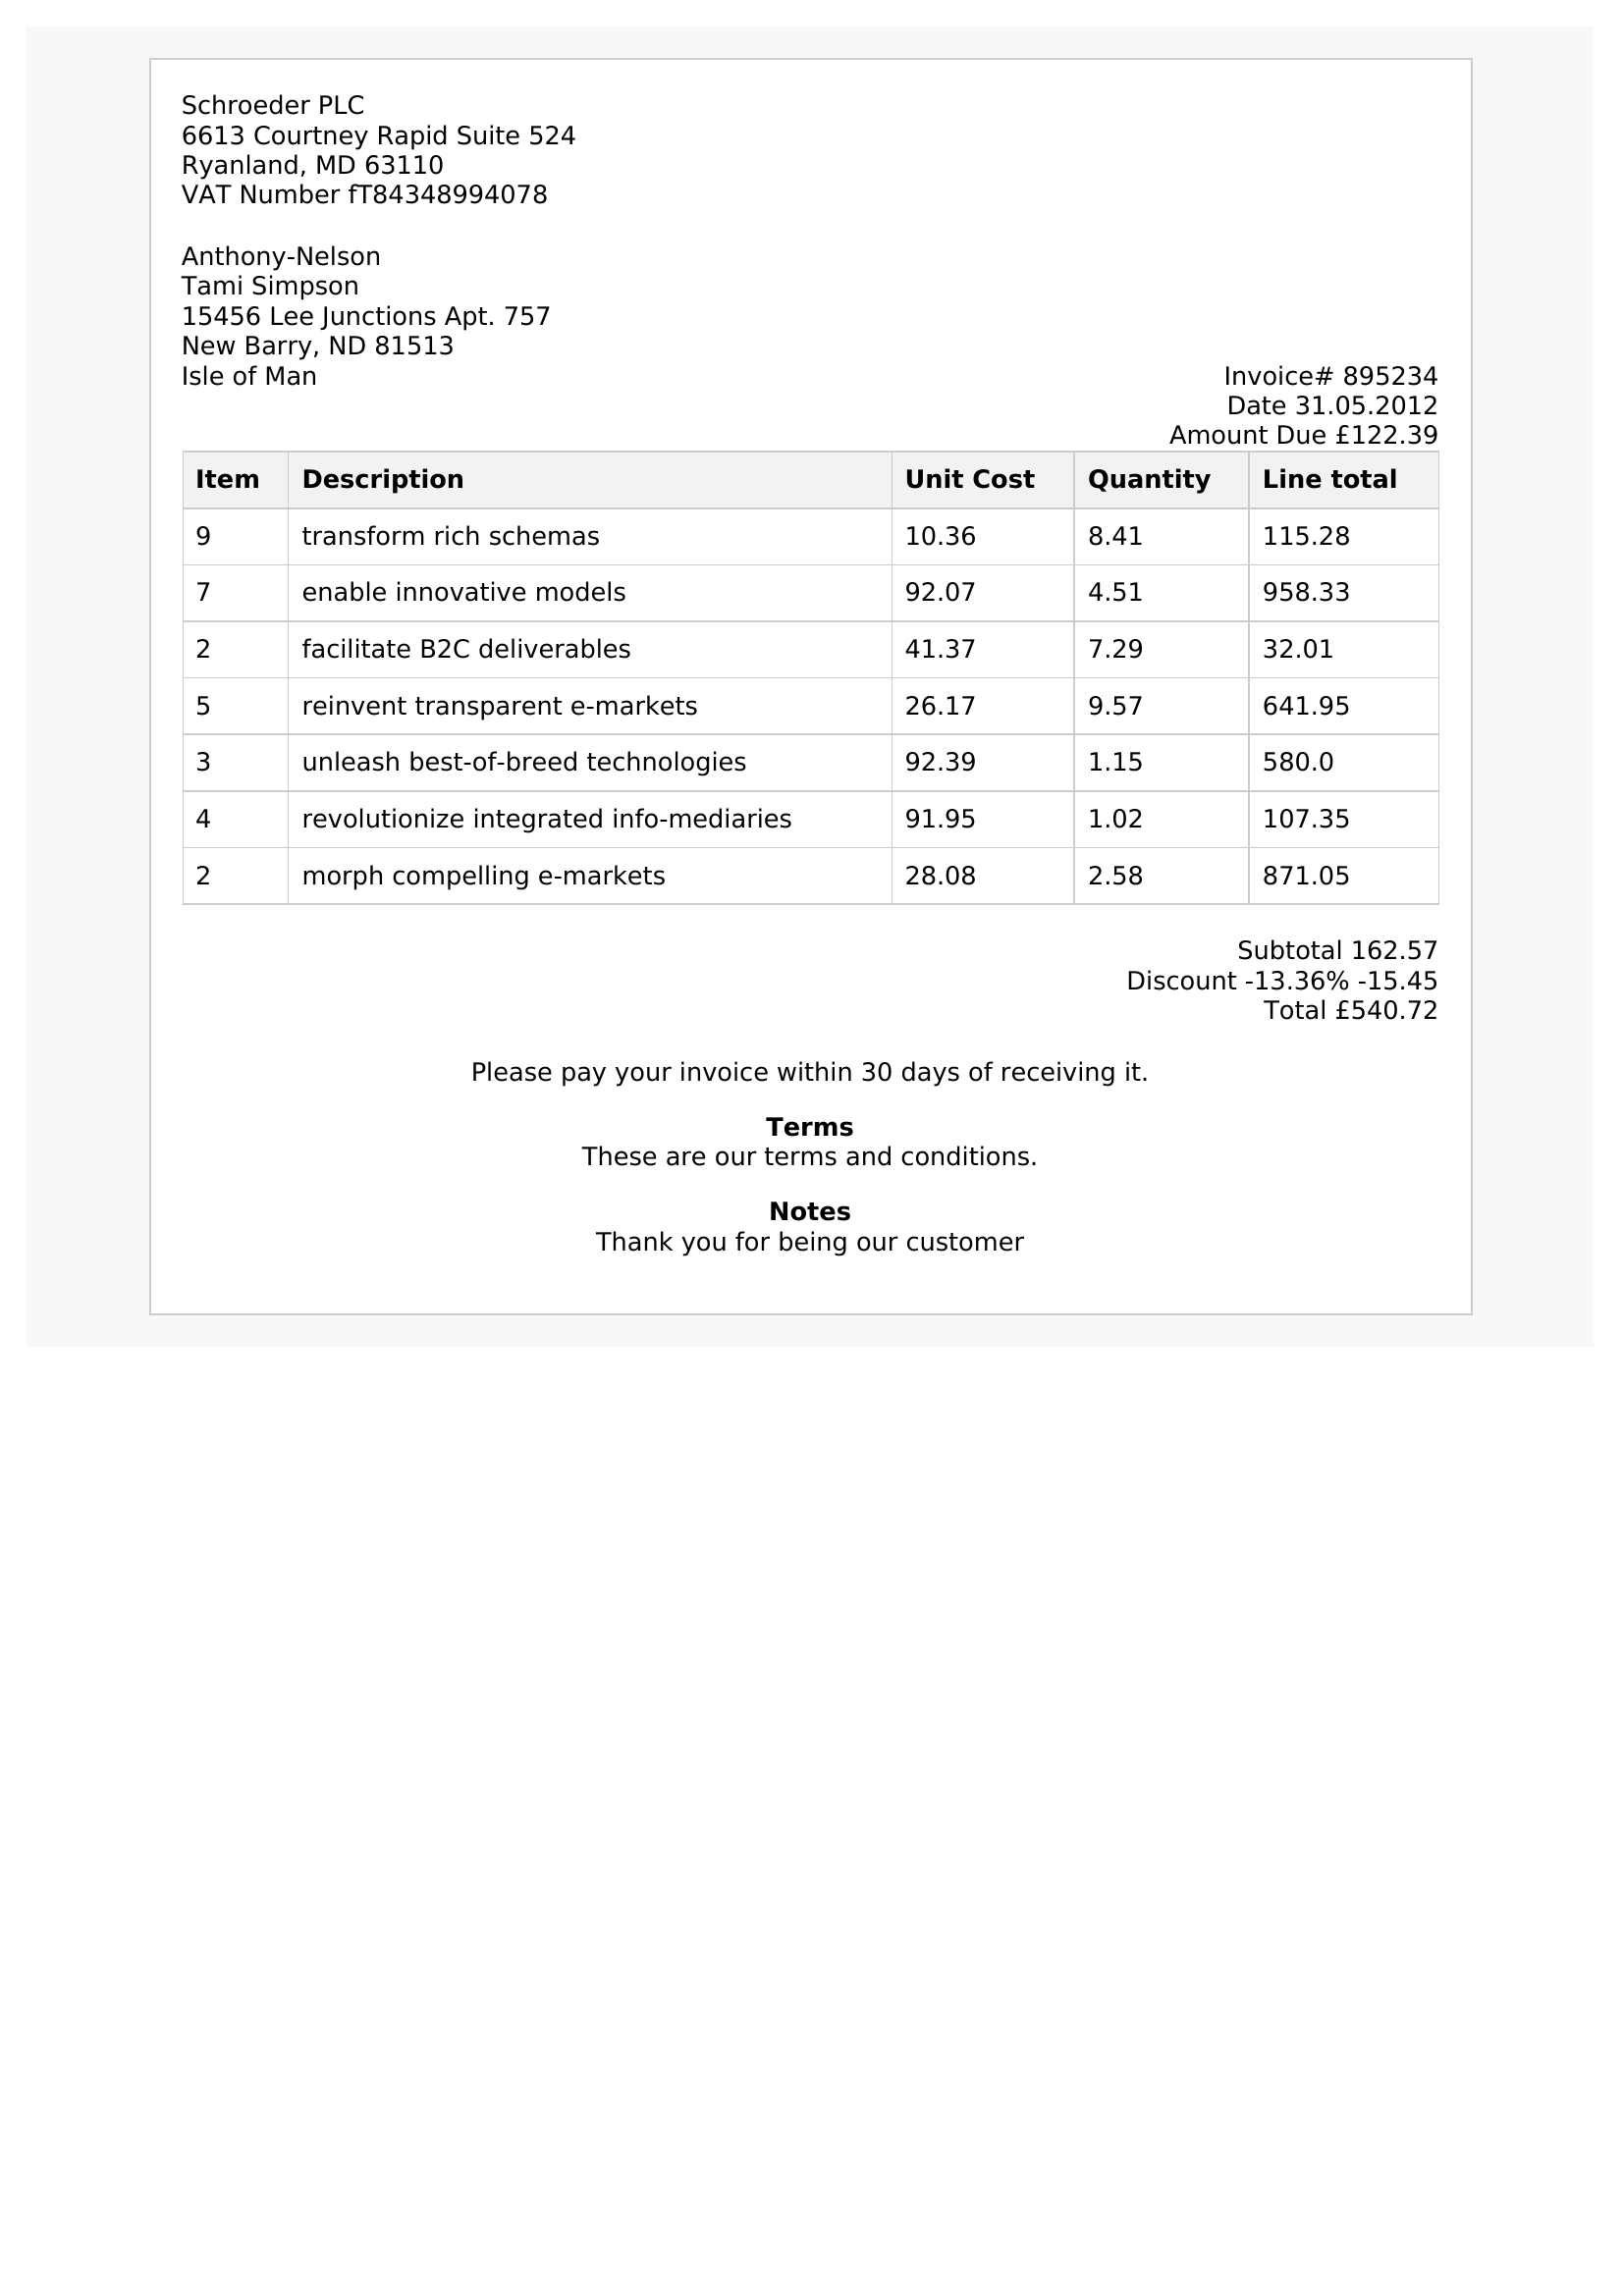 Schroeder PLC
6613 Courtney Rapid Suite 524
Ryanland, MD 63110
VAT Number fT84348994078
Anthony-Nelson
Tami Simpson
15456 Lee Junctions Apt. 757
New Barry, ND 81513
Isle of Man
Invoice# 895234
Date 31.05.2012
Amount Due £122.39
Item Description Unit Cost Quantity Line total
9 transform rich schemas 10.36 8.41 115.28
7 enable innovative models 92.07 4.51 958.33
2 facilitate B2C deliverables 41.37 7.29 32.01
5 reinvent transparent e-markets 26.17 9.57 641.95
3 unleash best-of-breed technologies 92.39 1.15 580.0
4 revolutionize integrated info-mediaries 91.95 1.02 107.35
2 morph compelling e-markets 28.08 2.58 871.05
Subtotal 162.57
Discount -13.36% -15.45
Total £540.72
Please pay your invoice within 30 days of receiving it.
Terms
These are our terms and conditions.
Notes
Thank you for being our customer